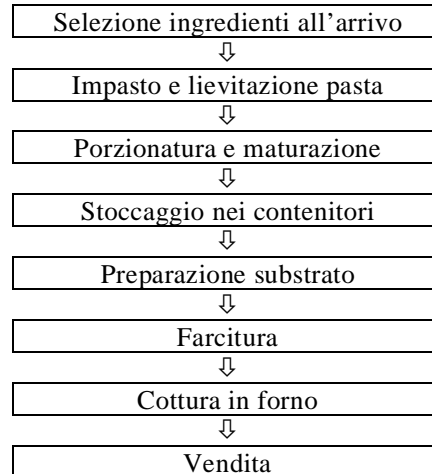 Selezione ingredienti all’arrivo
⇩
Impasto e lievitazione pasta
⇩
Porzionatura e maturazione
⇩
Stoccaggio nei contenitori
⇩
Preparazione substrato
⇩
Farcitura
⇩
Cottura in forno
⇩
Vendita